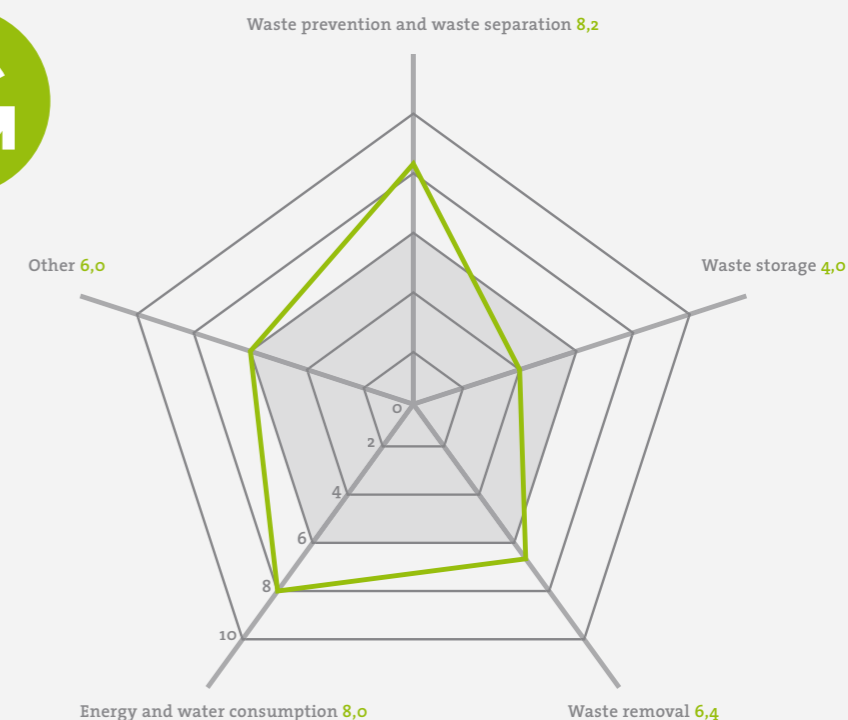 Waste prevention and waste separation 8,2
Other 6,0
Waste storage 4,0
0
2
4
6
8
10
Energy and water consumption 8,0
Waste removal 6,4